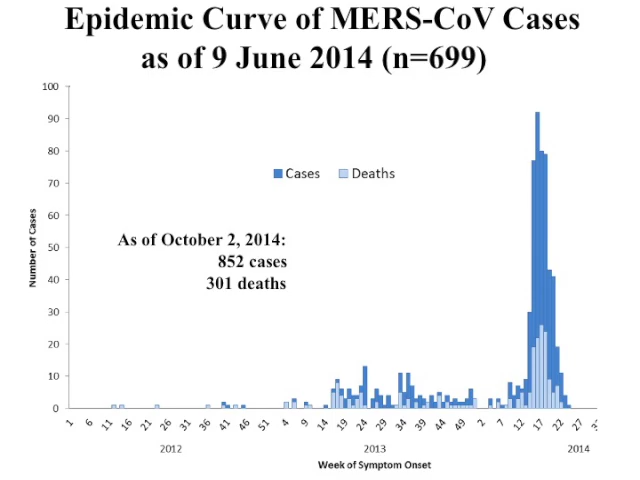 Epidemic Curve of MERS-CoV Cases
as of 9 June 2014 (n=699)
100
90
80
70
60
50
40
30
20
10
0
Number of Cases
Cases Deaths
As of October 2, 2014:
852 cases
301 deaths
1 6 11 16 21 26 31 36 41 46 51 4 9 14 19 24 29 34 39 44 49 2 7 12 17 22 27
2012 2013 2014
Week of Symptom Onset